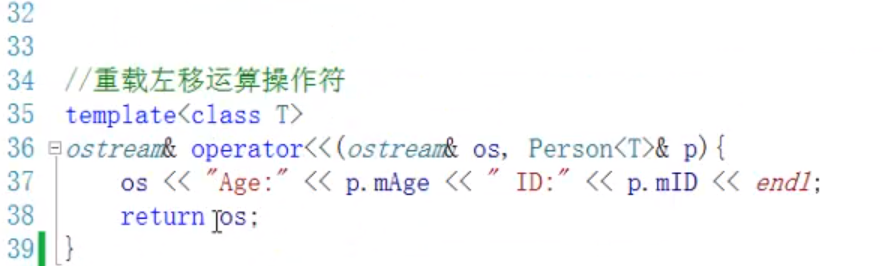 32
33
34 //重载左移运算操作符
35 template<class T>
36 ostream& operator<<(ostream& os, Person<T>& p){
37 os << "Age:" << p.mAge << " ID:" << p.mID << endl;
38 return os;
39 }